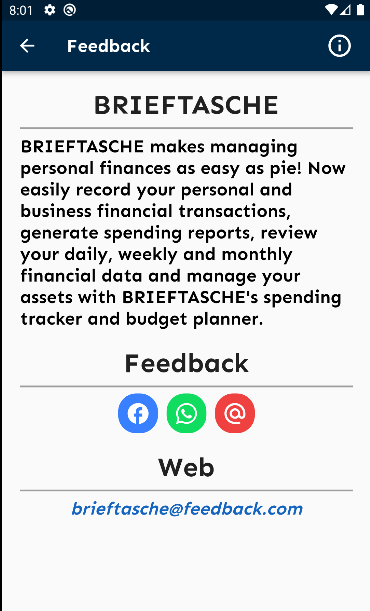 8:01
Feedback
BRIEFTASCHE
BRIEFTASCHE makes managing
personal finances as easy as pie! Now
easily record your personal and
business financial transactions,
generate spending reports, review
your daily, weekly and monthly
financial data and manage your
assets with BRIEFTASCHE's spending
tracker and budget planner.
Feedback
Web
brieftasche@feedback.com